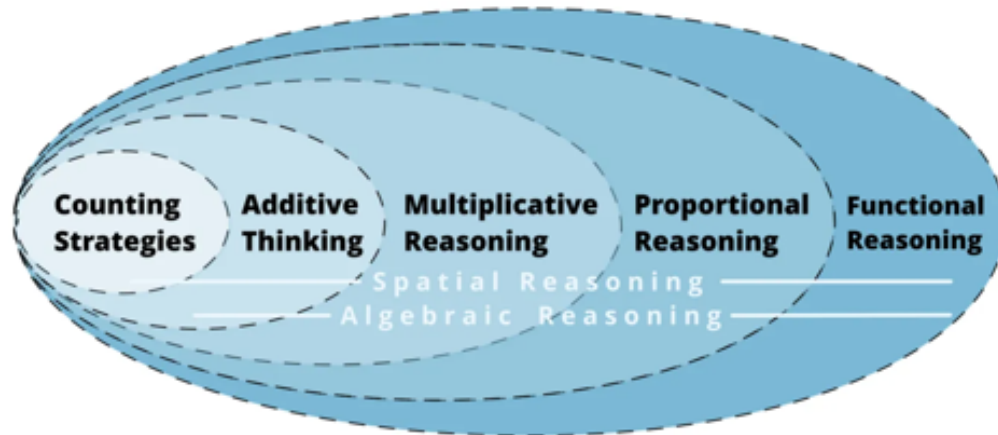 Counting Strategies
Additive Thinking
Multiplicative Reasoning
Proportional Reasoning
Functional Reasoning
Spatial Reasoning
Algebraic Reasoning